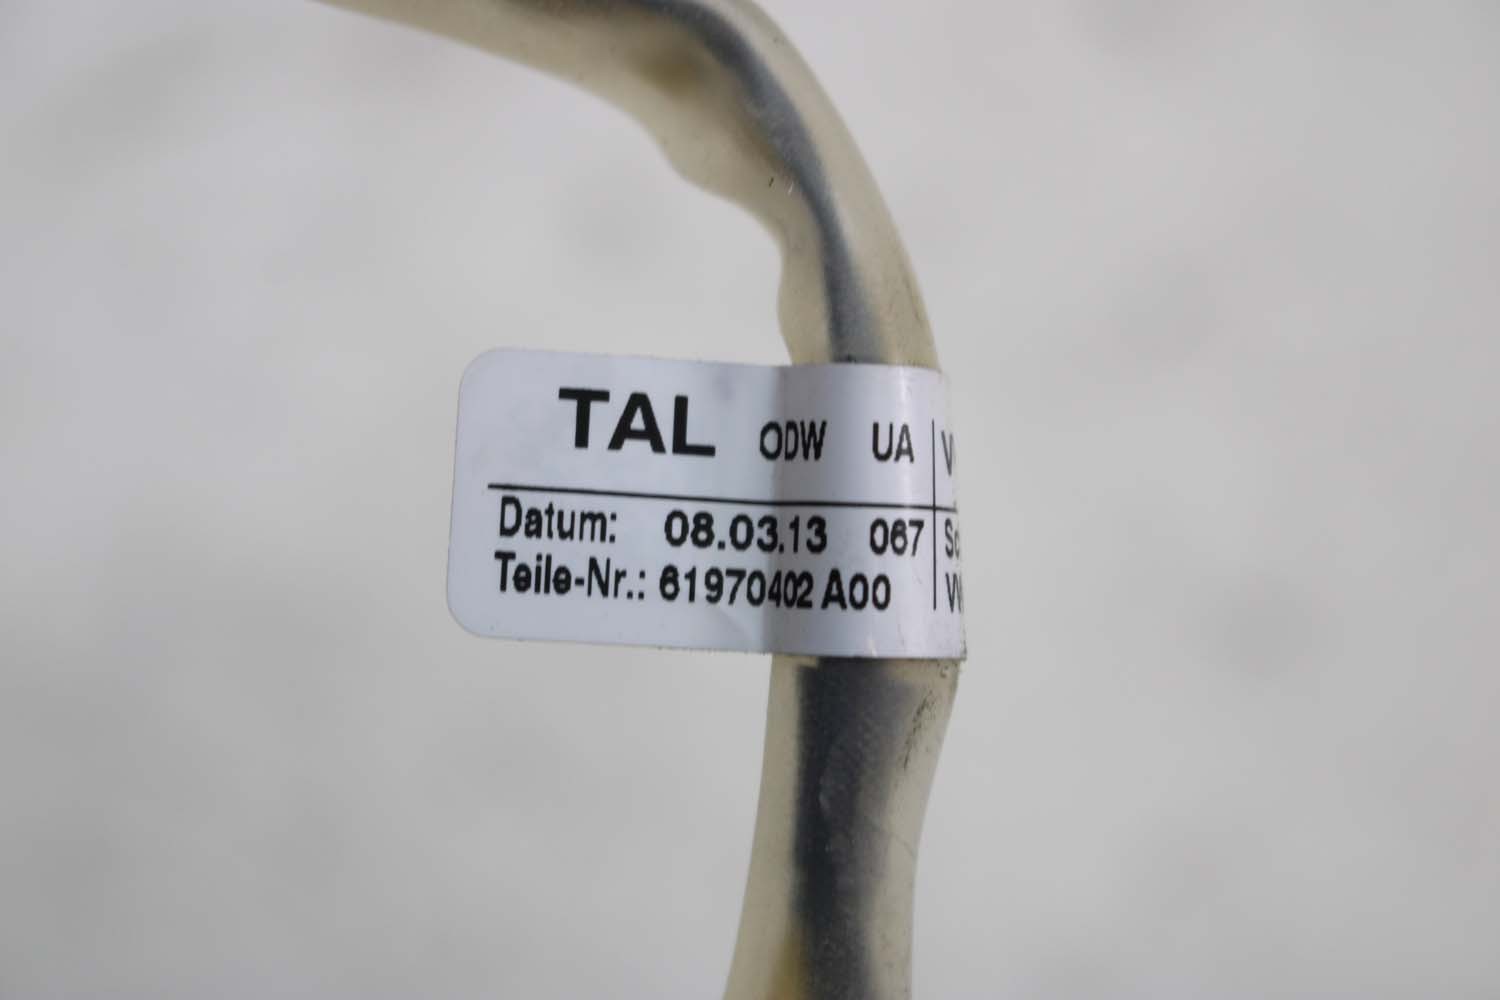 TAL ODW UA
Datum: 08.03.13 067
Teile-Nr.: 61970402 A00